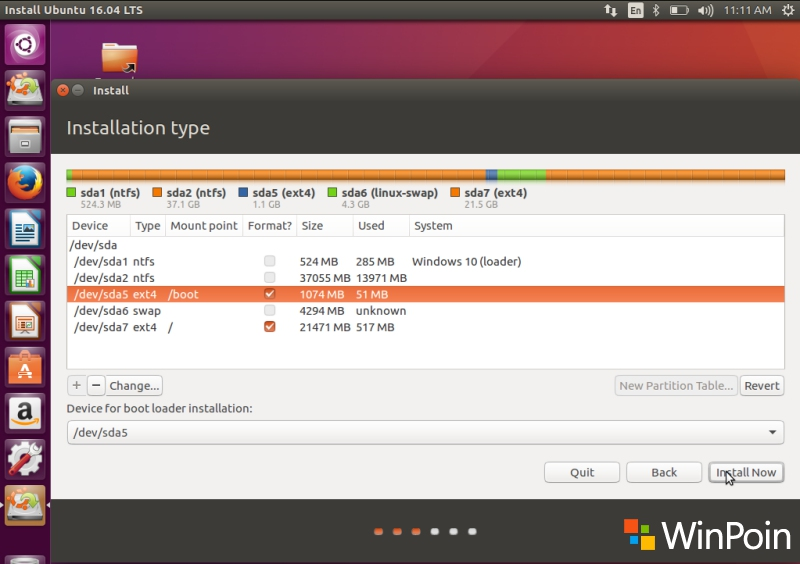 Install Ubuntu 16.04 LTS En 11:11 AM
Install
Installation type
sda1 (ntfs) sda2 (ntfs) sda5 (ext4) sda6 (linux-swap) sda7 (ext4)
524.3 MB 37.1 GB 1.1 GB 4.3 GB 21.5 GB
Device Type Mount point Format? Size Used System
/dev/sda
/dev/sda1 ntfs 524 MB 285 MB Windows 10 (loader)
/dev/sda2 ntfs 37055 MB 13971 MB
/dev/sda5 ext4 /boot 1074 MB 51 MB
/dev/sda6 swap 4294 MB unknown
/dev/sda7 ext4 / 21471 MB 517 MB
+ − Change... New Partition Table... Revert
Device for boot loader installation:
/dev/sda5
Quit Back Install Now
WinPoin